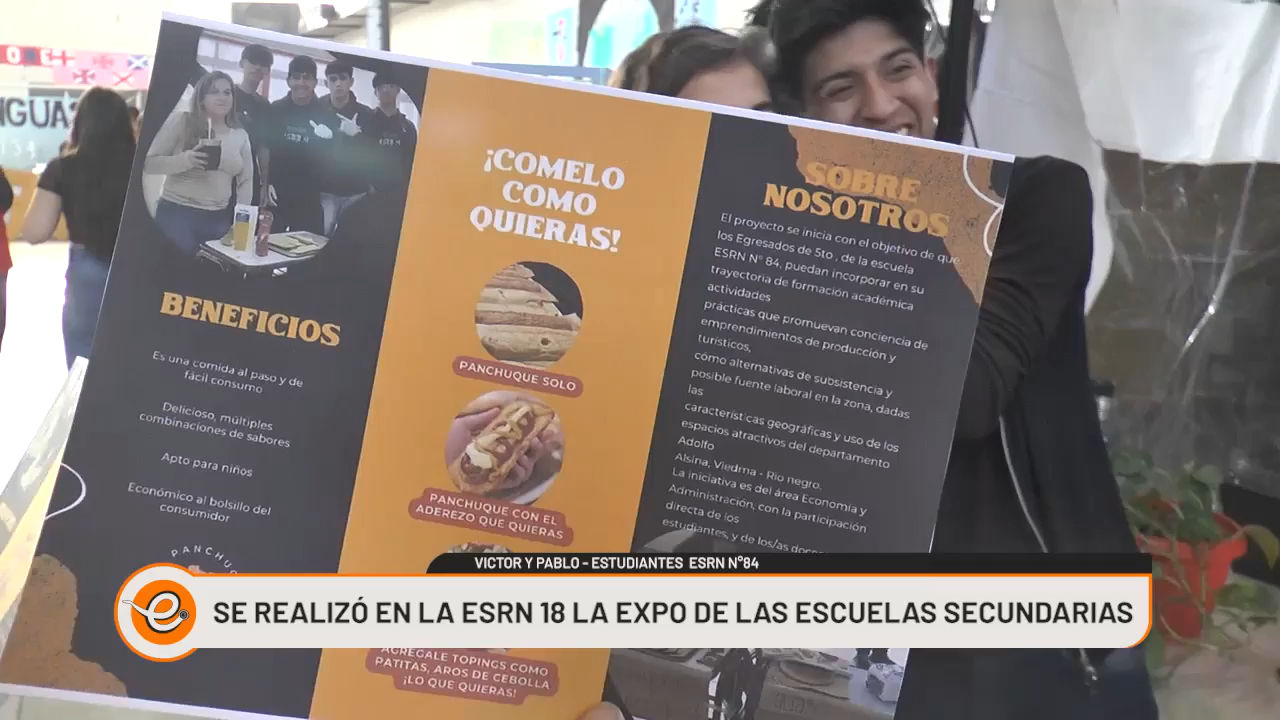 NGUAS
BENEFICIOS
Es una comida al paso y de
fácil consumo
Delicioso, múltiples
combinaciones de sabores
Apto para niños
Económico al bolsillo del
consumidor
¡COMELO
COMO
QUIERAS!
PANCHUQUE SOLO
PANCHUQUE CON EL
ADEREZO QUE QUIERAS
AGREGALE TOPINGS COMO
PATITAS, AROS DE CEBOLLA
¡LO QUE QUIERAS!
SOBRE
NOSOTROS
El proyecto se inicia con el objetivo de que
los Egresados de 5to , de la escuela
ESRN N° 84, puedan incorporar en su
trayectoria de formación académica
actividades
prácticas que promuevan conciencia de
emprendimientos de producción y
turísticos,
cómo alternativas de subsistencia y
posible fuente laboral en la zona, dadas
las
características geográficas y uso de los
espacios atractivos del departamento
Adolfo
Alsina, Viedma - Rio negro.
La iniciativa es del área Economía y
Administración, con la participación
directa de los
estudiantes, y de los/as
VICTOR Y PABLO - ESTUDIANTES ESRN N°84
SE REALIZÓ EN LA ESRN 18 LA EXPO DE LAS ESCUELAS SECUNDARIAS